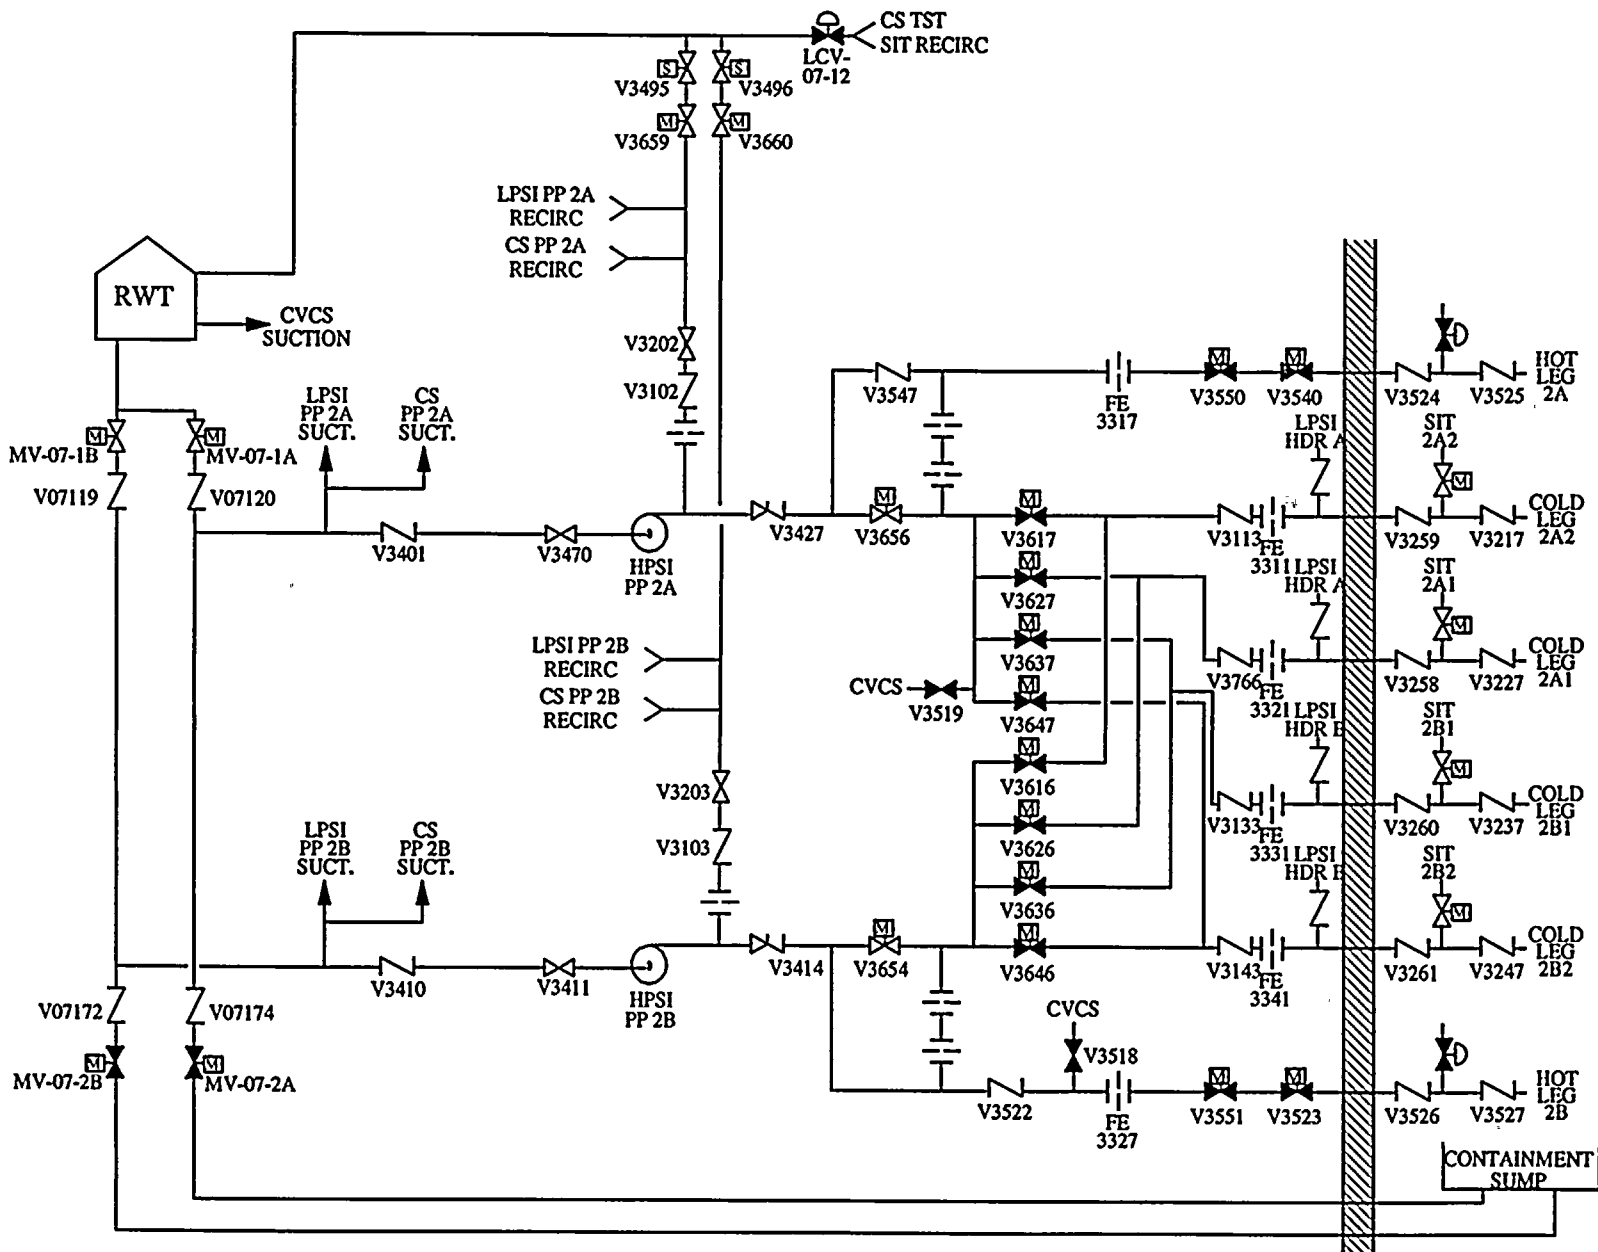 CS TST
SIT RECIRC
LCV-
07-12
S
S
V3495
V3496
M
M
V3659
V3660
LPSI PP 2A
RECIRC
CS PP 2A
RECIRC
RWT
CVCS
SUCTION
V3202
V3102
LPSI
PP 2A
SUCT.
CS
PP 2A
SUCT.
M
M
MV-07-1B
MV-07-1A
V07119
V07120
V3401
V3470
HPSI
PP 2A
V3427
V3547
FE
3317
M
M
V3550
V3540
V3524
V3525
HOT
LEG
2A
M
V3656
M
V3617
V3113
FE
3311
LPSI
HDR A
SIT
2A2
M
V3259
V3217
COLD
LEG
2A2
M
V3627
M
V3637
CVCS
V3519
M
V3647
V3766
FE
3321
LPSI
HDR A
SIT
2A1
M
V3258
V3227
COLD
LEG
2A1
LPSI PP 2B
RECIRC
CS PP 2B
RECIRC
V3203
V3103
M
V3616
M
V3626
M
V3636
V3133
FE
3331
LPSI
HDR B
SIT
2B1
M
V3260
V3237
COLD
LEG
2B1
LPSI
PP 2B
SUCT.
CS
PP 2B
SUCT.
V3410
V3411
HPSI
PP 2B
V3414
M
V3654
M
V3646
V3143
FE
3341
LPSI
HDR B
SIT
2B2
M
V3261
V3247
COLD
LEG
2B2
V07172
V07174
M
M
MV-07-2B
MV-07-2A
CVCS
V3518
V3522
FE
3327
M
M
V3551
V3523
V3526
V3527
HOT
LEG
2B
CONTAINMENT
SUMP